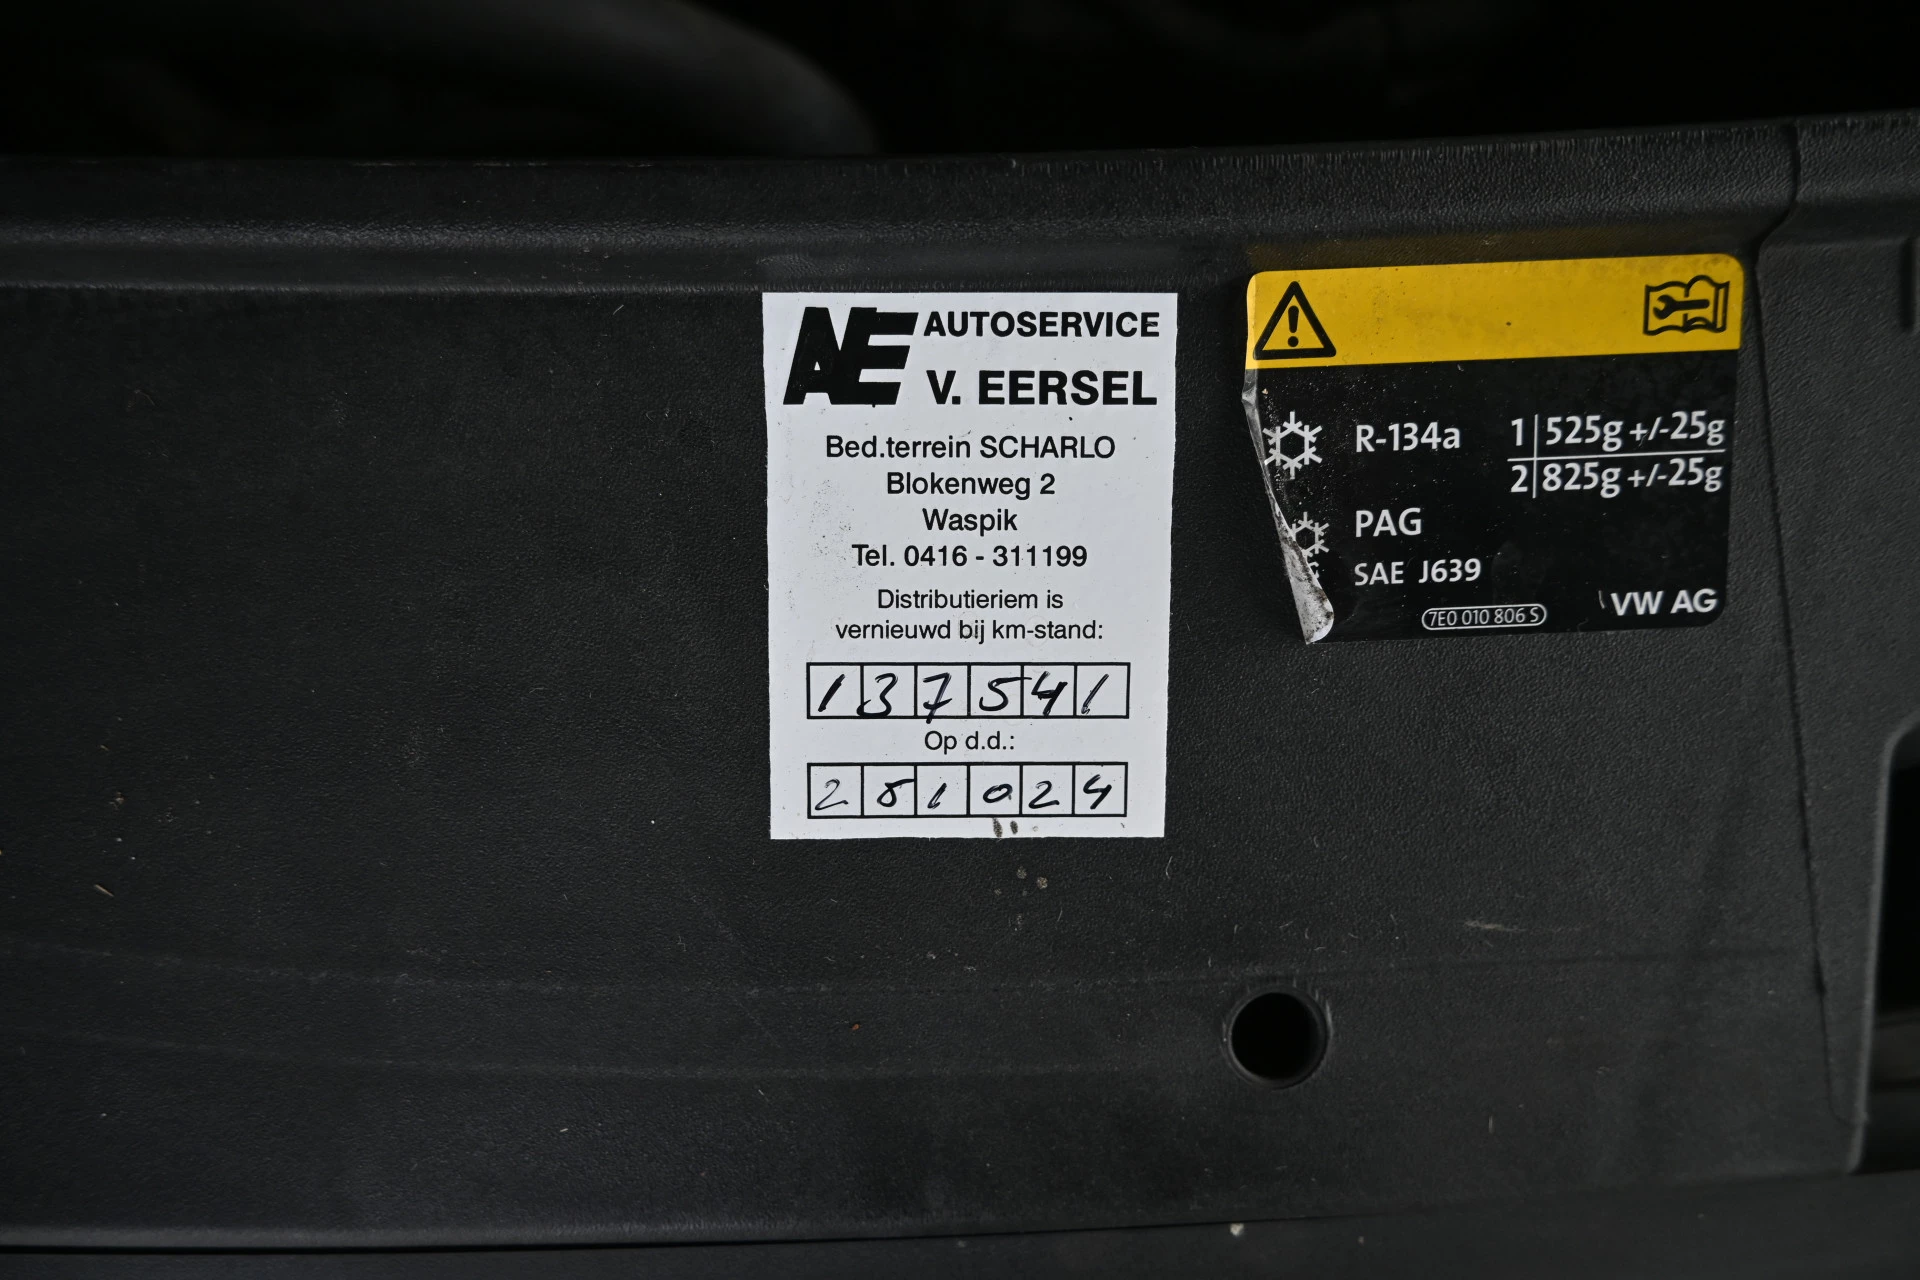 AE AUTOSERVICE
V. EERSEL
Bed.terrein SCHARLO
Blokenweg 2
Waspik
Tel. 0416 - 311199
Distributieriem is
vernieuwd bij km-stand:
137541
Op d.d.:
251024
R-134a 1 525g +/-25g
2 825g +/-25g
PAG
SAE J639
7E0 010 806 S VW AG